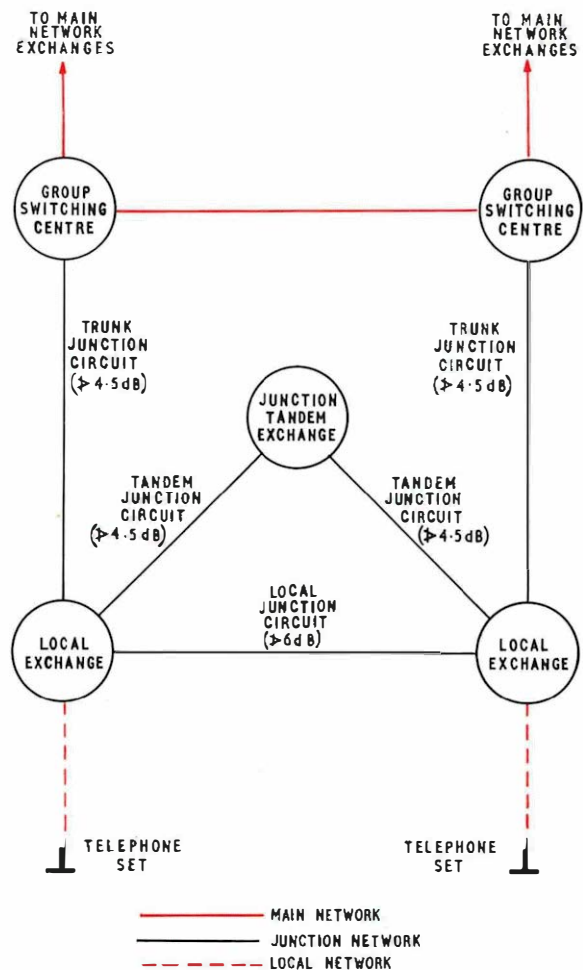 TO MAIN
NETWORK
EXCHANGES
TO MAIN
NETWORK
EXCHANGES
GROUP
SWITCHING
CENTRE
GROUP
SWITCHING
CENTRE
TRUNK
JUNCTION
CIRCUIT
(≯4·5dB)
TRUNK
JUNCTION
CIRCUIT
(≯4·5dB)
JUNCTION
TANDEM
EXCHANGE
TANDEM
JUNCTION
CIRCUIT
(≯4·5dB)
TANDEM
JUNCTION
CIRCUIT
(≯4·5dB)
LOCAL
JUNCTION
CIRCUIT
(≯6dB)
LOCAL
EXCHANGE
LOCAL
EXCHANGE
TELEPHONE
SET
TELEPHONE
SET
MAIN NETWORK
JUNCTION NETWORK
LOCAL NETWORK